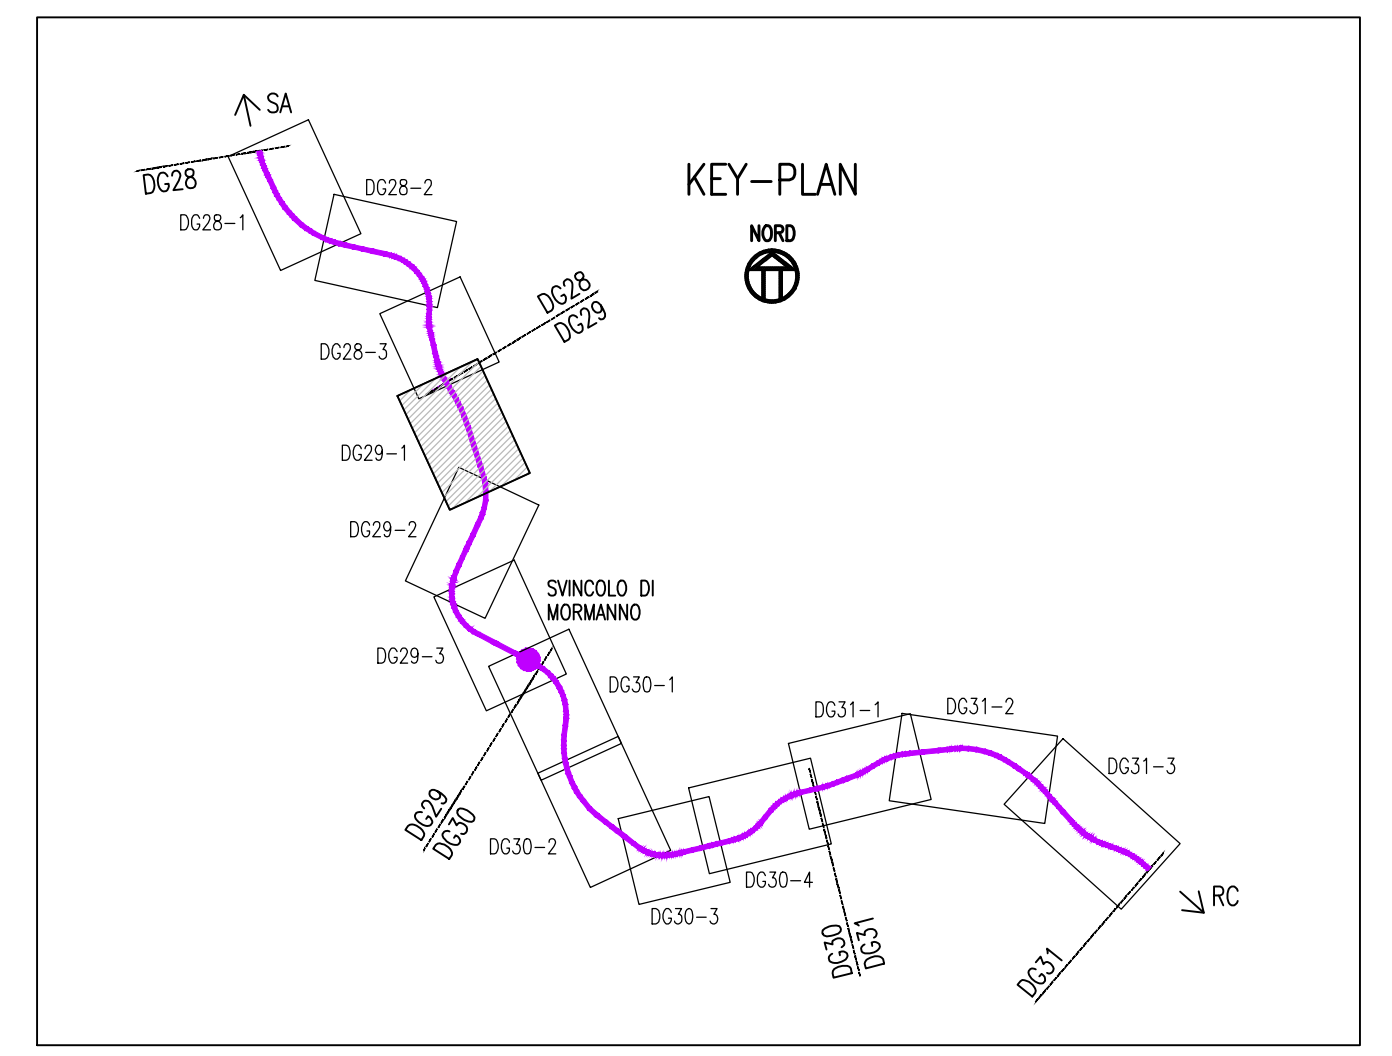 SA
KEY-PLAN
NORD
DG28
DG28-1
DG28-2
DG28
DG29
DG28-3
DG29-1
DG29-2
SVINCOLO DI
MORMANNO
DG29-3
DG30-1
DG31-1
DG31-2
DG31-3
DG29
DG30
DG30-2
DG30-3
DG30-4
DG30
DG31
RC
DG31